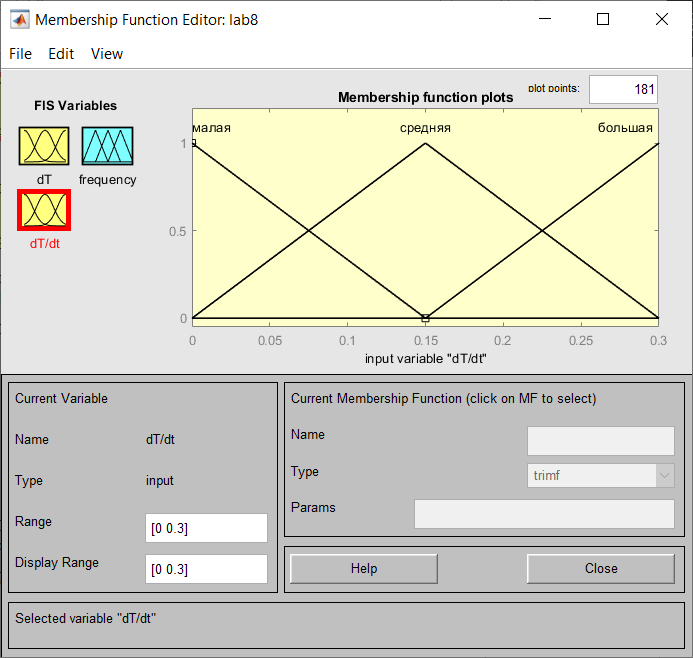 Membership Function Editor: lab8
File Edit View
FIS Variables
dT
frequency
dT/dt
Membership function plots
plot points:
181
малая
средняя
большая
1
0.5
0
0 0.05 0.1 0.15 0.2 0.25 0.3
input variable "dT/dt"
Current Variable
Name dT/dt
Type input
Range [0 0.3]
Display Range [0 0.3]
Current Membership Function (click on MF to select)
Name
Type trimf
Params
Help
Close
Selected variable "dT/dt"